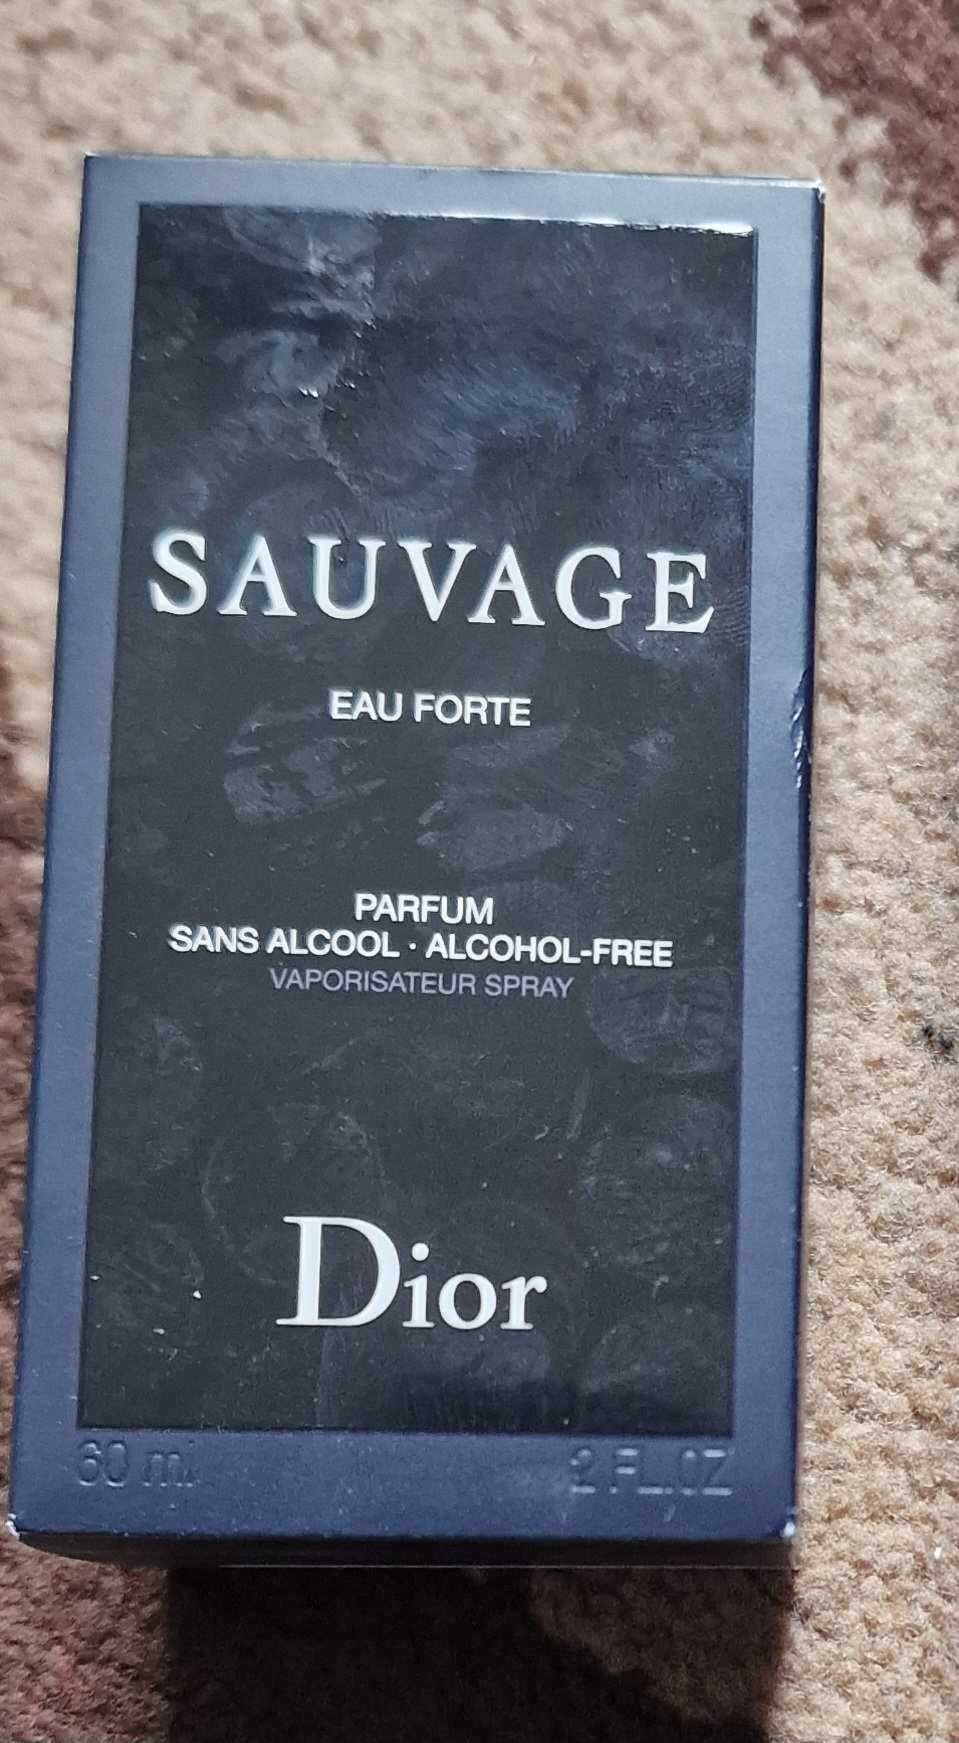 SAUVAGE
EAU FORTE
PARFUM
SANS ALCOOL · ALCOHOL-FREE
VAPORISATEUR SPRAY
Dior
60 ml 2 FL.OZ